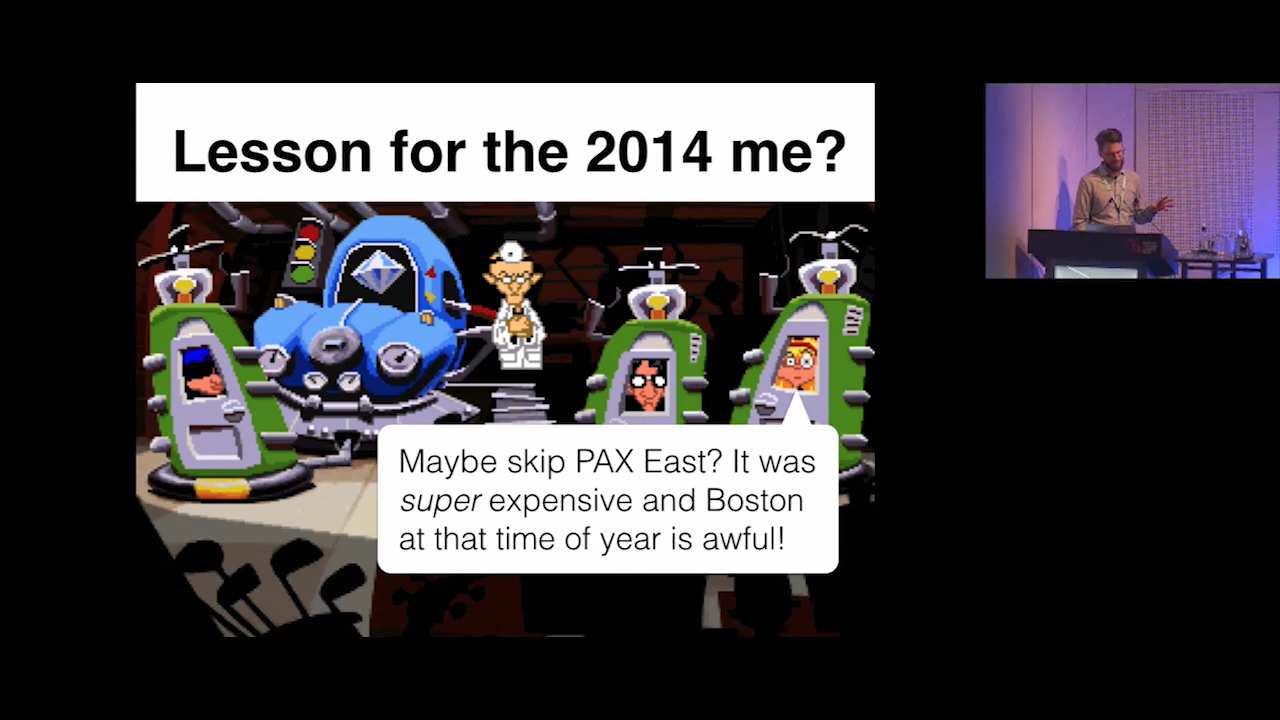 Lesson for the 2014 me?
Maybe skip PAX East? It was
super expensive and Boston
at that time of year is awful!